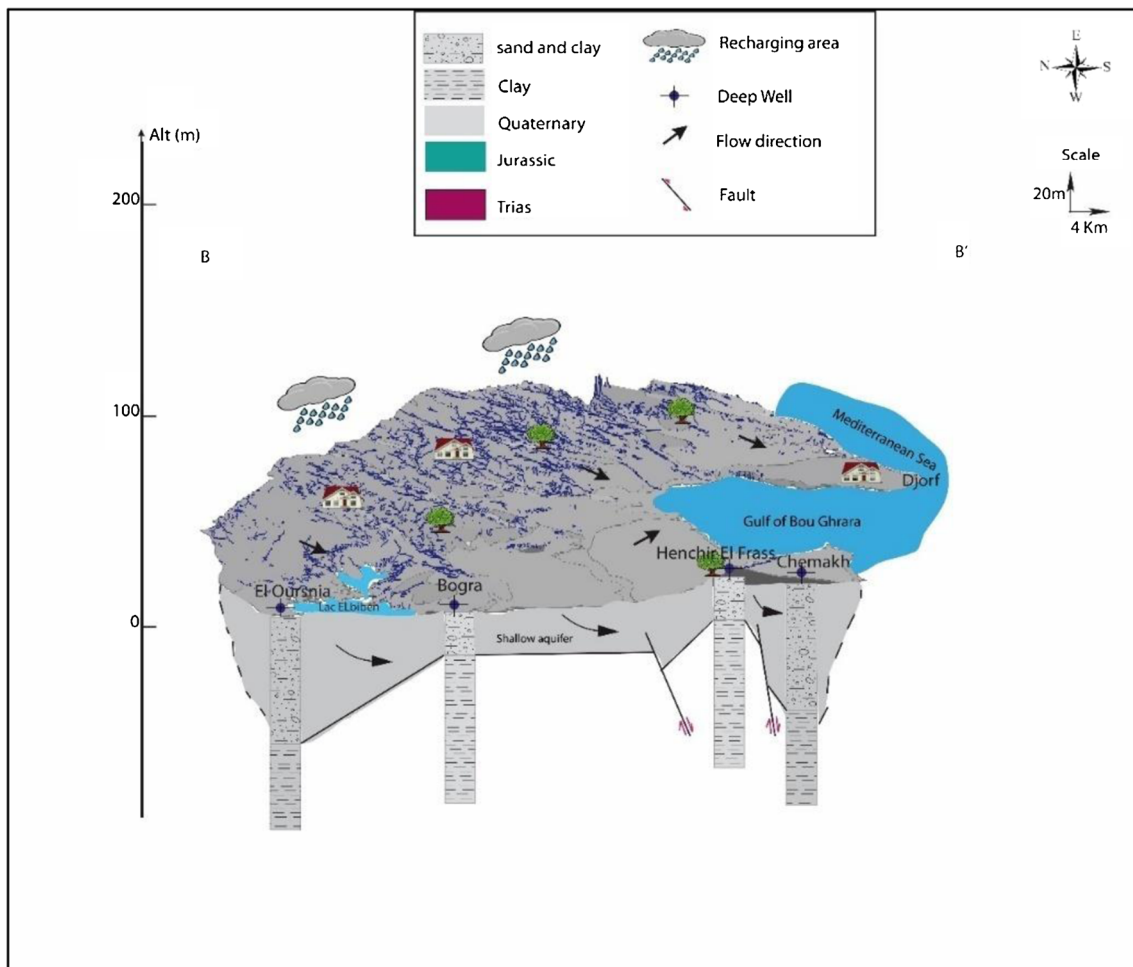 sand and clay
Clay
Quaternary
Jurassic
Trias
Recharging area
Deep Well
Flow direction
Fault
E
N
S
W
Scale
20m
4 Km
Alt (m)
200
100
0
B
B'
Mediterranean Sea
Djorf
Gulf of Bou Ghrara
Henchir El Frass
Chemakh
El Oursnia
Lac ELbiben
Bogra
Shallow aquifer